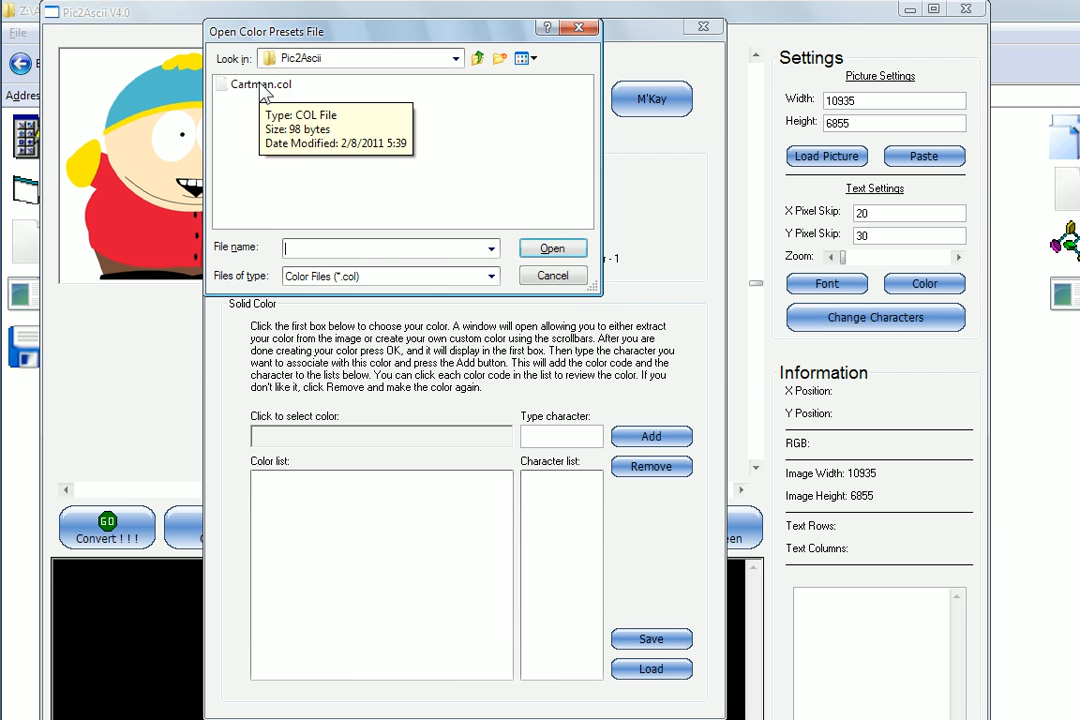 Z:\
Pic2Ascii V4.0
File
Addres
Open Color Presets File
Look in:
Pic2Ascii
Cartman.col
Type: COL File
Size: 98 bytes
Date Modified: 2/8/2011 5:39
File name:
Open
Files of type:
Color Files (*.col)
Cancel
M'Kay
r - 1
Solid Color
Click the first box below to choose your color. A window will open allowing you to either extract
your color from the image or create your own custom color using the scrollbars. After you are
done creating your color press OK, and it will display in the first box. Then type the character you
want to associate with this color and press the Add button. This will add the color code and the
character to the lists below. You can click each color code in the list to review the color. If you
don't like it, click Remove and make the color again.
Click to select color:
Type character:
Add
Color list:
Character list:
Remove
Save
Load
GO
Convert ! ! !
een
Settings
Picture Settings
Width:
10935
Height:
6855
Load Picture
Paste
Text Settings
X Pixel Skip:
20
Y Pixel Skip:
30
Zoom:
Font
Color
Change Characters
Information
X Position:
Y Position:
RGB:
Image Width: 10935
Image Height: 6855
Text Rows:
Text Columns: